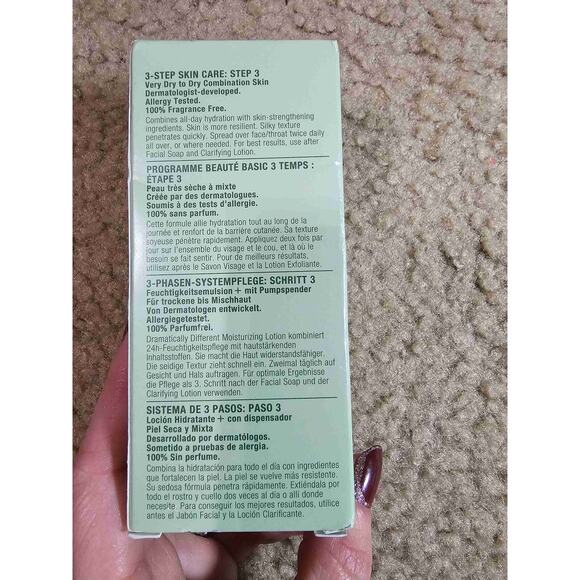 3-STEP SKIN CARE: STEP 3
Very Dry to Dry Combination Skin
Dermatologist-developed.
Allergy Tested.
100% Fragrance Free.
Combines all-day hydration with skin-strengthening
ingredients. Skin is more resilient. Silky texture
penetrates quickly. Spread over face/throat twice daily
all over, or where needed. For best results, use after
Facial Soap and Clarifying Lotion.
PROGRAMME BEAUTÉ BASIC 3 TEMPS :
ÉTAPE 3
Peau très sèche à mixte
Créée par des dermatologues.
Soumis à des tests d'allergie.
100% sans parfum.
Cette formule allie hydratation tout au long de la
journée et renfort de la barrière cutanée. Sa texture
soyeuse pénètre rapidement. Appliquez deux fois par
jour sur l'ensemble du visage et le cou, et là où le
besoin se fait sentir. Pour de meilleurs résultats,
utilisez après le Savon Visage et la Lotion Exfoliante.
3-PHASEN-SYSTEMPFLEGE: SCHRITT 3
Feuchtigkeitsemulsion + mit Pumpspender
Für trockene bis Mischhaut
Von Dermatologen entwickelt.
Allergiegetestet.
100% Parfumfrei.
Dramatically Different Moisturizing Lotion kombiniert
24h-Feuchtigkeitspflege mit hautstärkenden
Inhaltsstoffen. Sie macht die Haut widerstandsfähiger.
Die seidige Textur zieht schnell ein. Zweimal täglich auf
Gesicht und Hals auftragen. Für optimale Ergebnisse
die Pflege als 3. Schritt nach der Facial Soap und der
Clarifying Lotion verwenden.
SISTEMA DE 3 PASOS: PASO 3
Loción Hidratante + con dispensador
Piel Seca y Mixta
Desarrollado por dermatólogos.
Sometido a pruebas de alergia.
100% Sin perfume.
Combina la hidratación para todo el día con ingredientes
que fortalecen la piel. La piel se vuelve más resistente.
Su sedosa fórmula penetra rápidamente. Extiéndala por
todo el rostro y cuello dos veces al día o allí donde
necesite. Para conseguir los mejores resultados, utilice
antes el Jabón Facial y la Loción Clarificante.